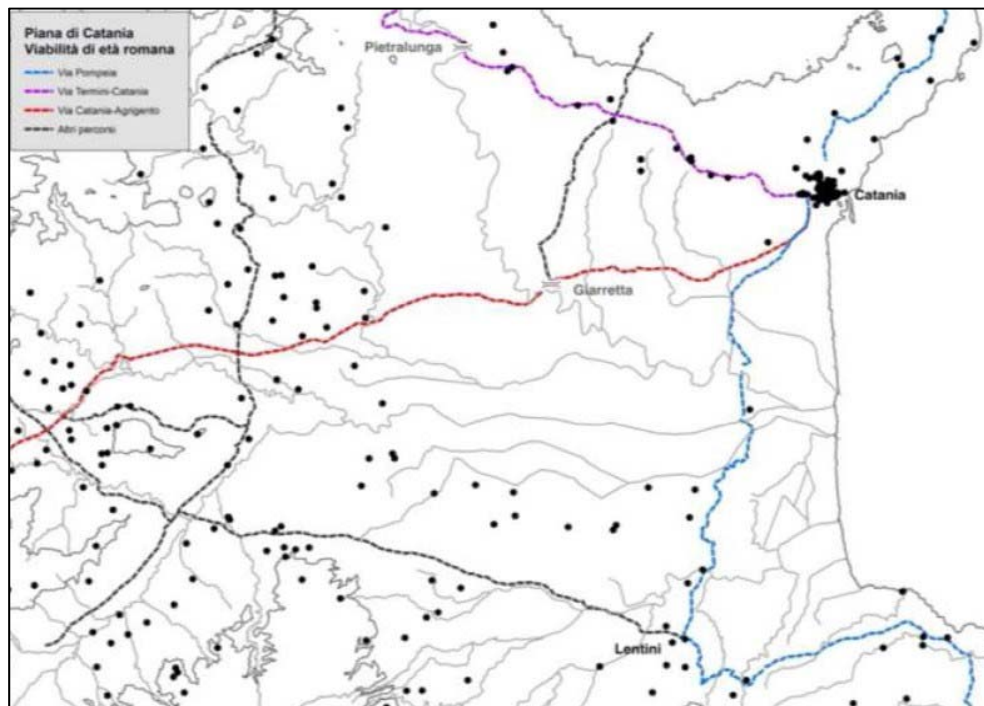 Piana di Catania
Viabilità di età romana
Via Pompeia
Via Termini-Catania
Via Catania-Agrigento
Altri percorsi
Pietralunga
Catania
Giarretta
Lentini